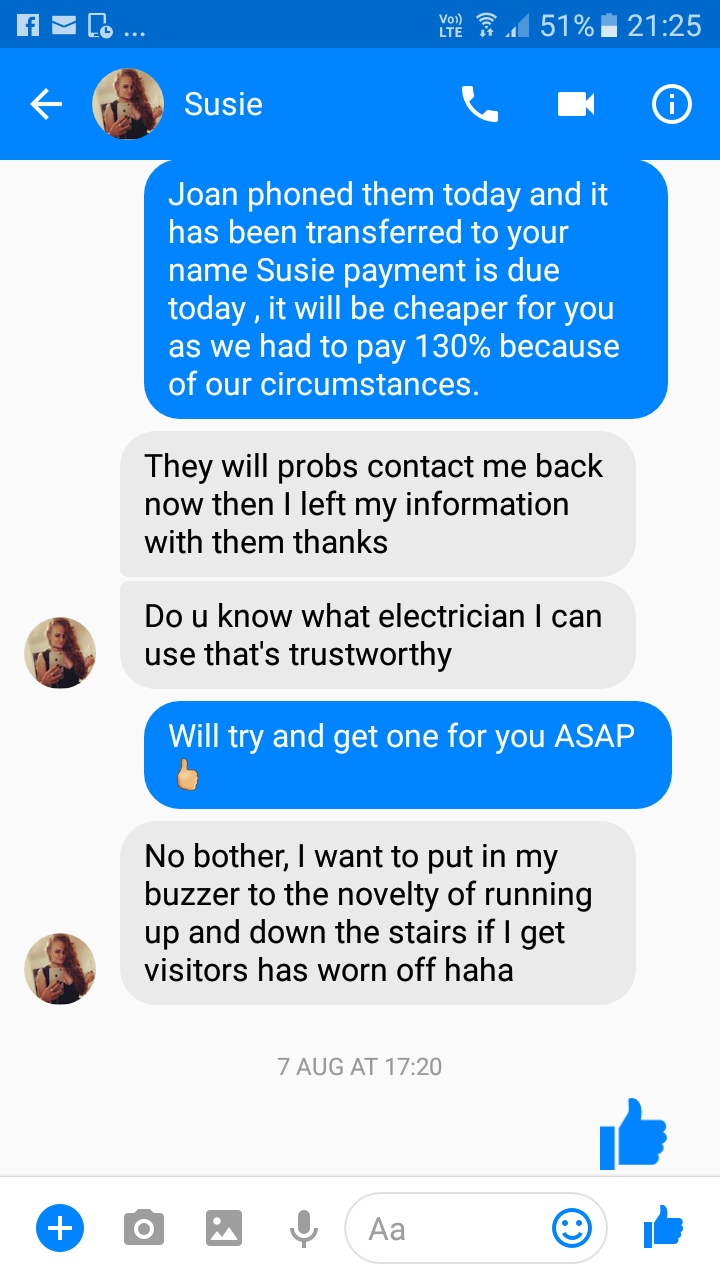 Vo)) LTE 51% 21:25
Susie
Joan phoned them today and it
has been transferred to your
name Susie payment is due
today , it will be cheaper for you
as we had to pay 130% because
of our circumstances.
They will probs contact me back
now then I left my information
with them thanks
Do u know what electrician I can
use that's trustworthy
Will try and get one for you ASAP
👍🏼
No bother, I want to put in my
buzzer to the novelty of running
up and down the stairs if I get
visitors has worn off haha
7 AUG AT 17:20
Aa